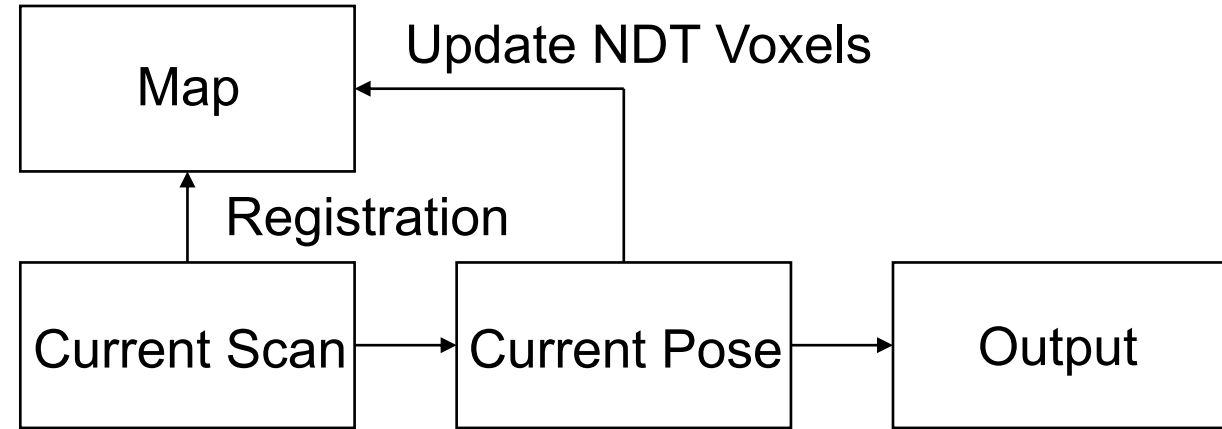 Update NDT Voxels
Map
Registration
Current Scan
Current Pose
Output